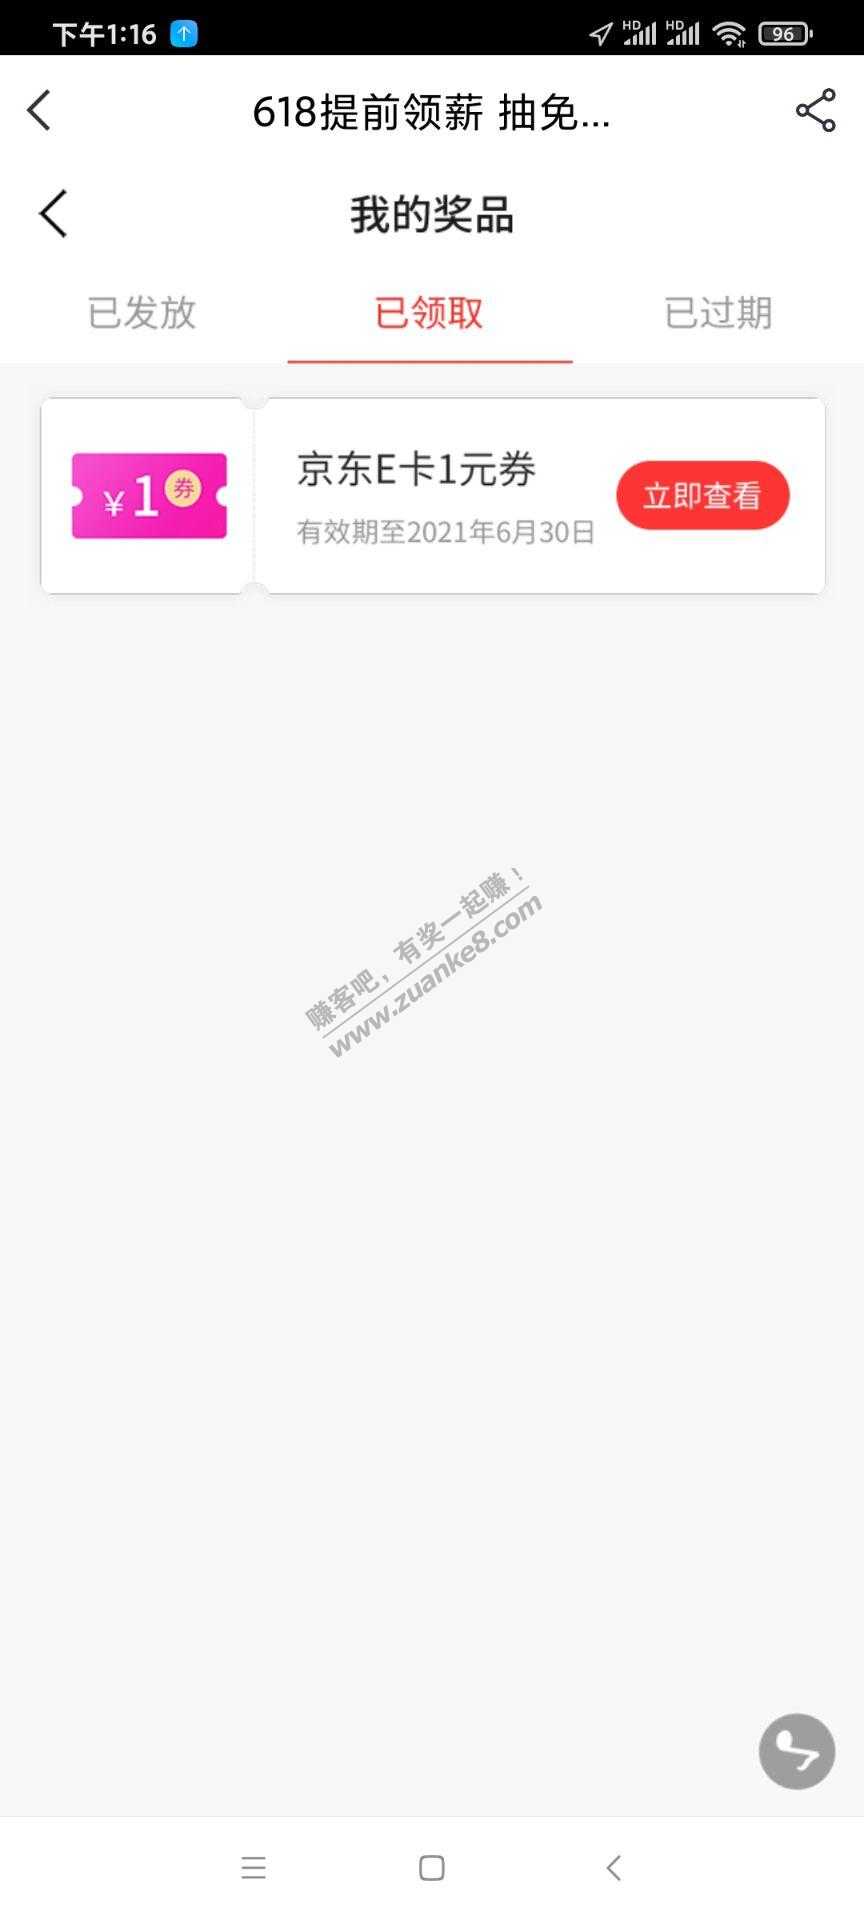 下午1:16
HD HD 96
618提前领薪 抽免...
我的奖品
已发放 已领取 已过期
¥1券
京东E卡1元券
有效期至2021年6月30日
立即查看
赚客吧，有奖一起赚！
www.zuanke8.com